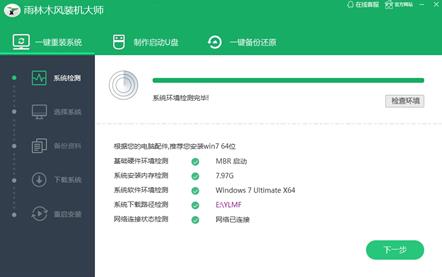 雨林木风装机大师
在线客服
官方网站
一键重装系统
制作启动U盘
一键备份还原
系统检测
选择系统
备份资料
下载系统
重启安装
系统环境检测完毕!
检查环境
根据您的电脑配件,推荐您安装win7 64位
基础硬件环境检测 MBR 启动
系统安装内存检测 7.97G
系统软件环境检测 Windows 7 Ultimate X64
系统下载路径检测 E:\YLMF
网络连接状态检测 网络已连接
下一步